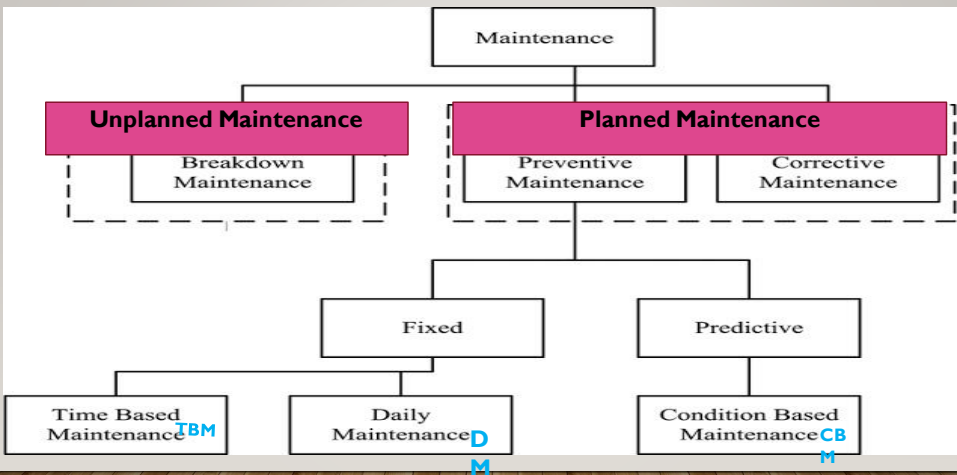 Maintenance
Unplanned Maintenance
Planned Maintenance
Breakdown
Maintenance
Preventive
Maintenance
Corrective
Maintenance
Fixed
Predictive
Time Based
Maintenance
TBM
Daily
Maintenance
D
M
Condition Based
Maintenance
CB
M